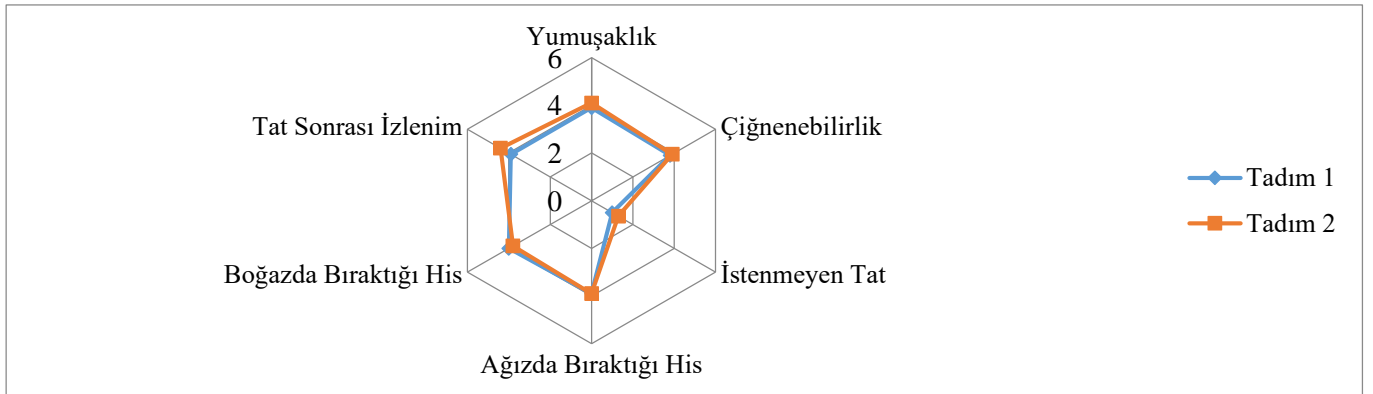 Yumuşaklık
6
4
2
0
Tat Sonrası İzlenim
Çiğnenebilirlik
Boğazda Bıraktığı His
İstenmeyen Tat
Ağızda Bıraktığı His
Tadım 1
Tadım 2